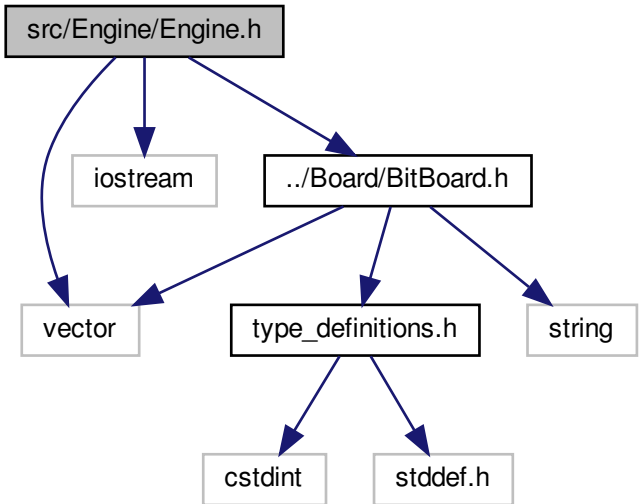 src/Engine/Engine.h
iostream
../Board/BitBoard.h
vector
type_definitions.h
string
cstdint
stddef.h